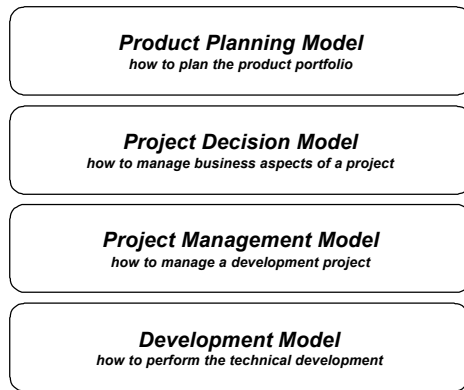 Product Planning Model
how to plan the product portfolio
Project Decision Model
how to manage business aspects of a project
Project Management Model
how to manage a development project
Development Model
how to perform the technical development